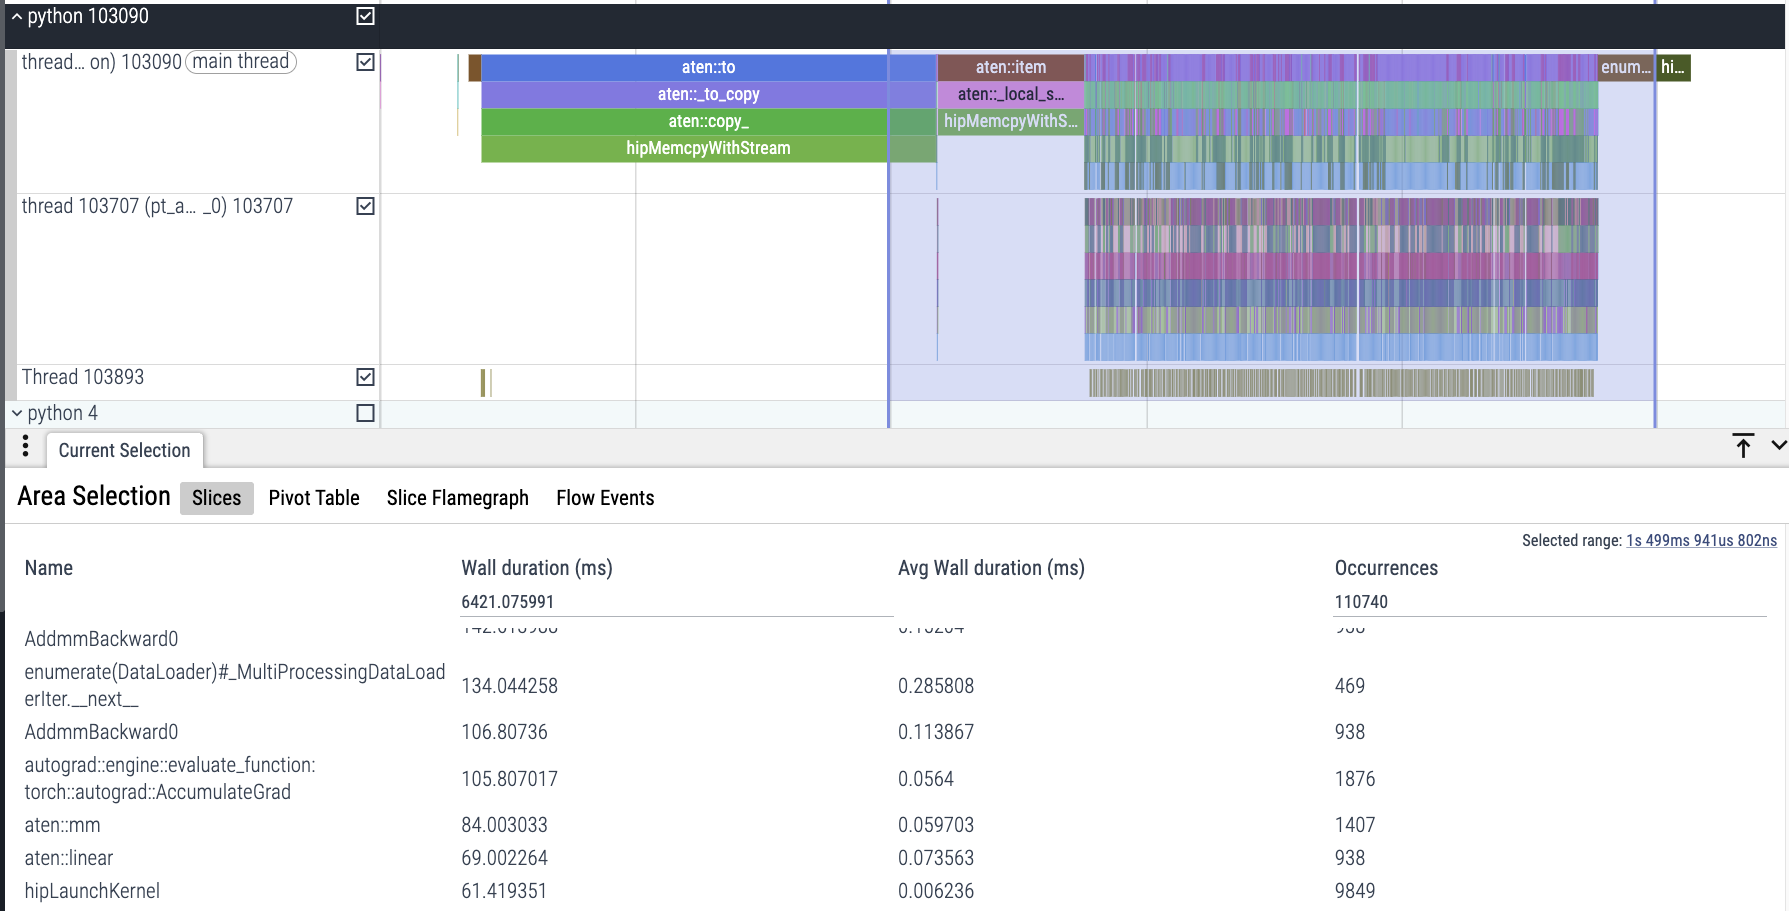 python 103090
thread... on) 103090 main thread
aten::to
aten::item
enum...
hi...
aten::_to_copy
aten::_local_s...
aten::copy_
hipMemcpyWithS...
hipMemcpyWithStream
thread 103707 (pt_a... _0) 103707
Thread 103893
python 4
Current Selection
Area Selection Slices Pivot Table Slice Flamegraph Flow Events
Selected range: 1s 499ms 941us 802ns
Name Wall duration (ms) Avg Wall duration (ms) Occurrences
6421.075991 110740
AddmmBackward0
enumerate(DataLoader)#_MultiProcessingDataLoad
erIter.__next__ 134.044258 0.285808 469
AddmmBackward0 106.80736 0.113867 938
autograd::engine::evaluate_function:
torch::autograd::AccumulateGrad 105.807017 0.0564 1876
aten::mm 84.003033 0.059703 1407
aten::linear 69.002264 0.073563 938
hipLaunchKernel 61.419351 0.006236 9849